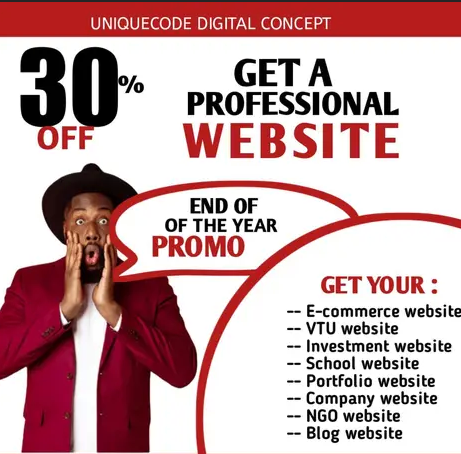 UNIQUECODE DIGITAL CONCEPT
30%
OFF
GET A
PROFESSIONAL
WEBSITE
END OF
OF THE YEAR
PROMO
GET YOUR :
-- E-commerce website
-- VTU website
-- Investment website
-- School website
-- Portfolio website
-- Company website
-- NGO website
-- Blog website